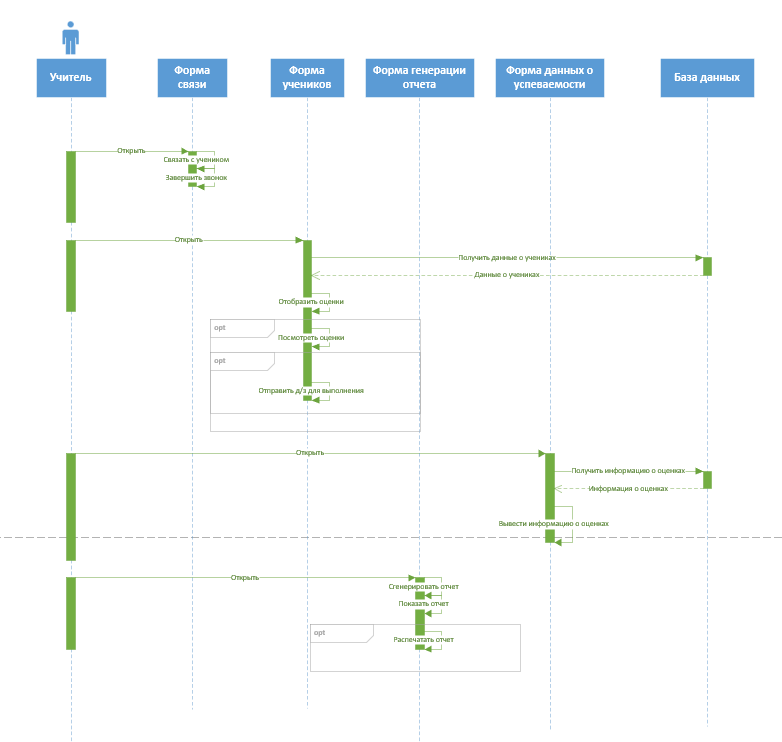 Учитель
Форма
связи
Форма
учеников
Форма генерации
отчета
Форма данных о
успеваемости
База данных
Открыть
Связать с учеником
Завершить звонок
Открыть
Получить данные о учениках
Данные о учениках
Отобразить оценки
opt
Посмотреть оценки
opt
Отправить д/з для выполнения
Открыть
Получить информацию о оценках
Информация о оценках
Вывести информацию о оценках
Открыть
Сгенерировать отчет
Показать отчет
opt
Распечатать отчет